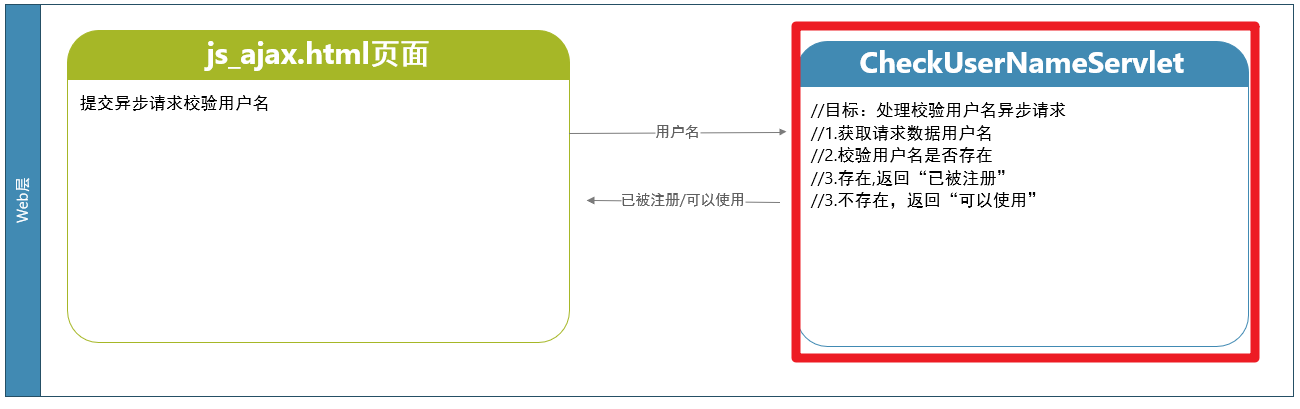 Web层
js_ajax.html页面
提交异步请求校验用户名
用户名
已被注册/可以使用
CheckUserNameServlet
//目标：处理校验用户名异步请求
//1.获取请求数据用户名
//2.校验用户名是否存在
//3.存在,返回“已被注册”
//3.不存在，返回“可以使用”